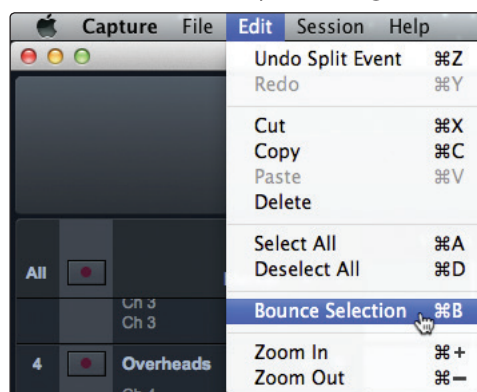 Capture File Edit Session Help
Undo Split Event ⌘Z
Redo ⌘Y
Cut ⌘X
Copy ⌘C
Paste ⌘V
Delete
Select All ⌘A
Deselect All ⌘D
All
Bounce Selection ⌘B
Ch 3
Ch 3
Zoom In ⌘+
4 Overheads
Zoom Out ⌘−